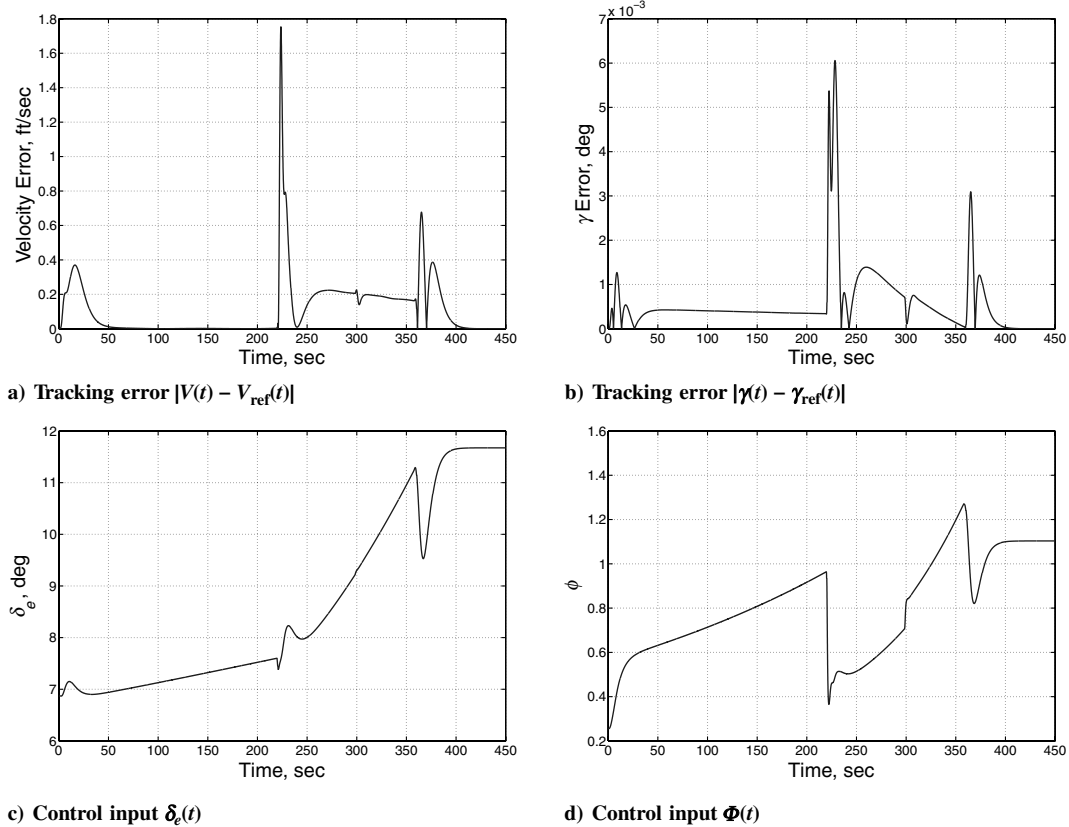 1.8
1.6
1.4
1.2
1
0.8
0.6
0.4
0.2
0
Velocity Error, ft/sec
0 50 100 150 200 250 300 350 400 450
Time, sec
a) Tracking error |V(t) − V_ref(t)|
× 10⁻³
7
6
5
4
3
2
1
0
γ Error, deg
0 50 100 150 200 250 300 350 400 450
Time, sec
b) Tracking error |γ(t) − γ_ref(t)|
12
11
10
9
8
7
6
δ_e, deg
0 50 100 150 200 250 300 350 400 450
Time, sec
c) Control input δ_e(t)
1.6
1.4
1.2
1
0.8
0.6
0.4
0.2
ϕ
0 50 100 150 200 250 300 350 400 450
Time, sec
d) Control input Φ(t)